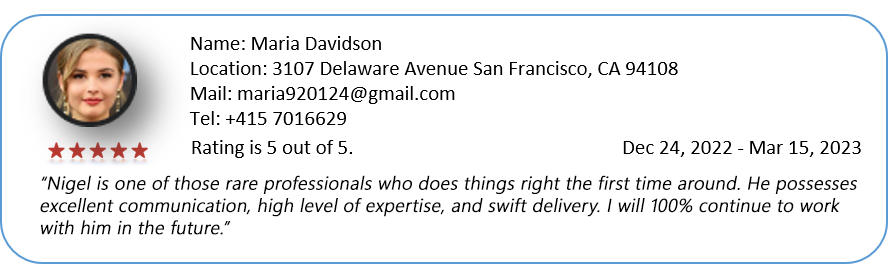 Name: Maria Davidson
Location: 3107 Delaware Avenue San Francisco, CA 94108
Mail: maria920124@gmail.com
Tel: +415 7016629
Rating is 5 out of 5. Dec 24, 2022 - Mar 15, 2023
“Nigel is one of those rare professionals who does things right the first time around. He possesses
excellent communication, high level of expertise, and swift delivery. I will 100% continue to work
with him in the future.”